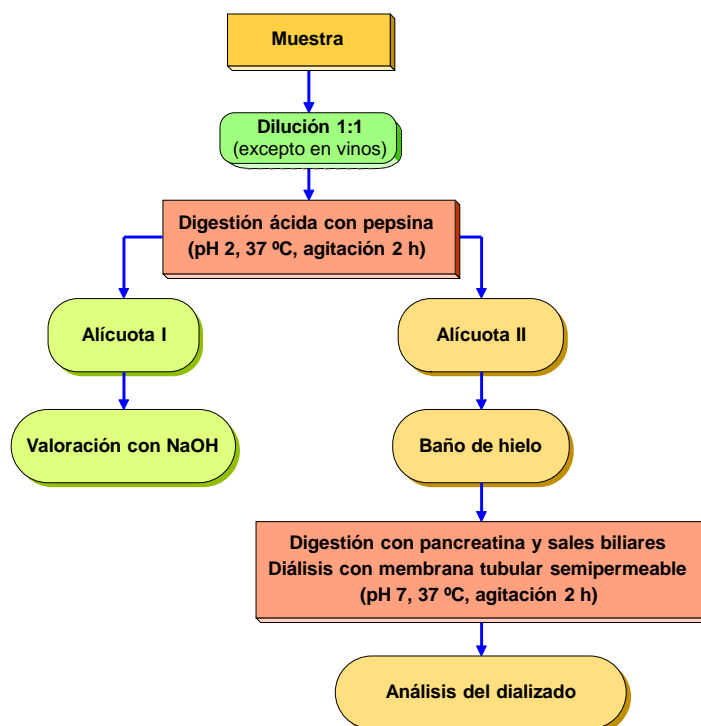 Muestra
Dilución 1:1
(excepto en vinos)
Digestión ácida con pepsina
(pH 2, 37 ºC, agitación 2 h)
Alícuota I
Alícuota II
Valoración con NaOH
Baño de hielo
Digestión con pancreatina y sales biliares
Diálisis con membrana tubular semipermeable
(pH 7, 37 ºC, agitación 2 h)
Análisis del dializado